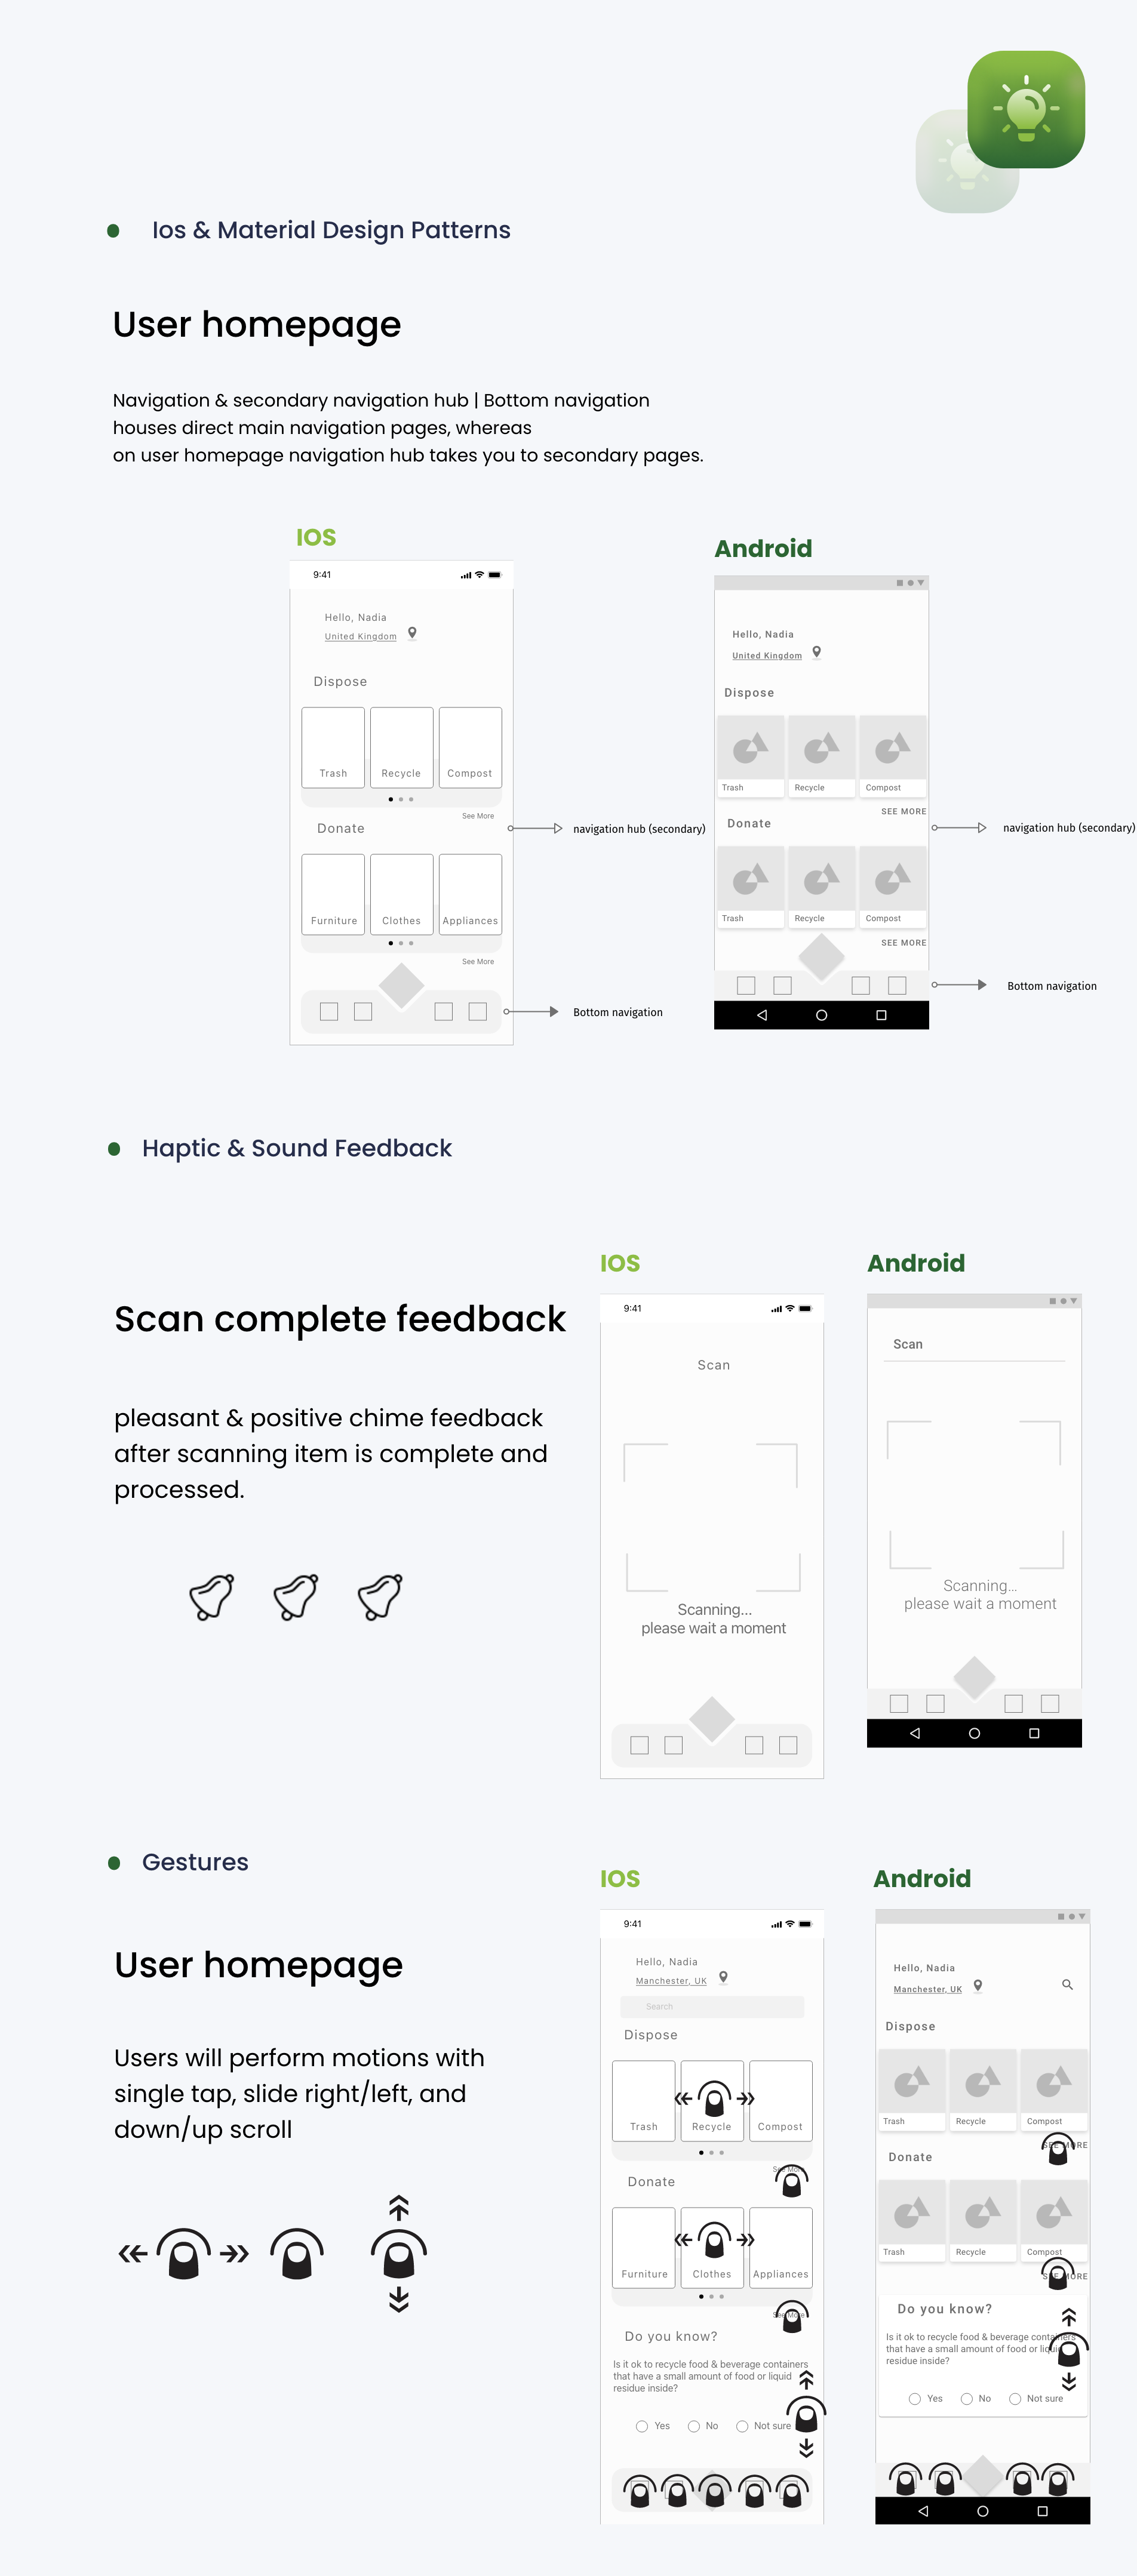 Ios & Material Design Patterns
User homepage
Navigation & secondary navigation hub | Bottom navigation
houses direct main navigation pages, whereas
on user homepage navigation hub takes you to secondary pages.
IOS
9:41
Hello, Nadia
United Kingdom
Dispose
Trash
Recycle
Compost
See More
Donate
navigation hub (secondary)
Furniture
Clothes
Appliances
See More
Bottom navigation
Android
Hello, Nadia
United Kingdom
Dispose
Trash
Recycle
Compost
SEE MORE
Donate
navigation hub (secondary)
Trash
Recycle
Compost
SEE MORE
Bottom navigation
Haptic & Sound Feedback
Scan complete feedback
pleasant & positive chime feedback
after scanning item is complete and
processed.
IOS
9:41
Scan
Scanning...
please wait a moment
Android
Scan
Scanning...
please wait a moment
Gestures
User homepage
Users will perform motions with
single tap, slide right/left, and
down/up scroll
IOS
9:41
Hello, Nadia
Manchester, UK
Search
Dispose
Trash
Recycle
Compost
See More
Donate
Furniture
Clothes
Appliances
See More
Do you know?
Is it ok to recycle food & beverage containers
that have a small amount of food or liquid
residue inside?
Yes
No
Not sure
Android
Hello, Nadia
Manchester, UK
Dispose
Trash
Recycle
Compost
SEE MORE
Donate
Trash
Recycle
Compost
SEE MORE
Do you know?
Is it ok to recycle food & beverage containers
that have a small amount of food or liquid
residue inside?
Yes
No
Not sure